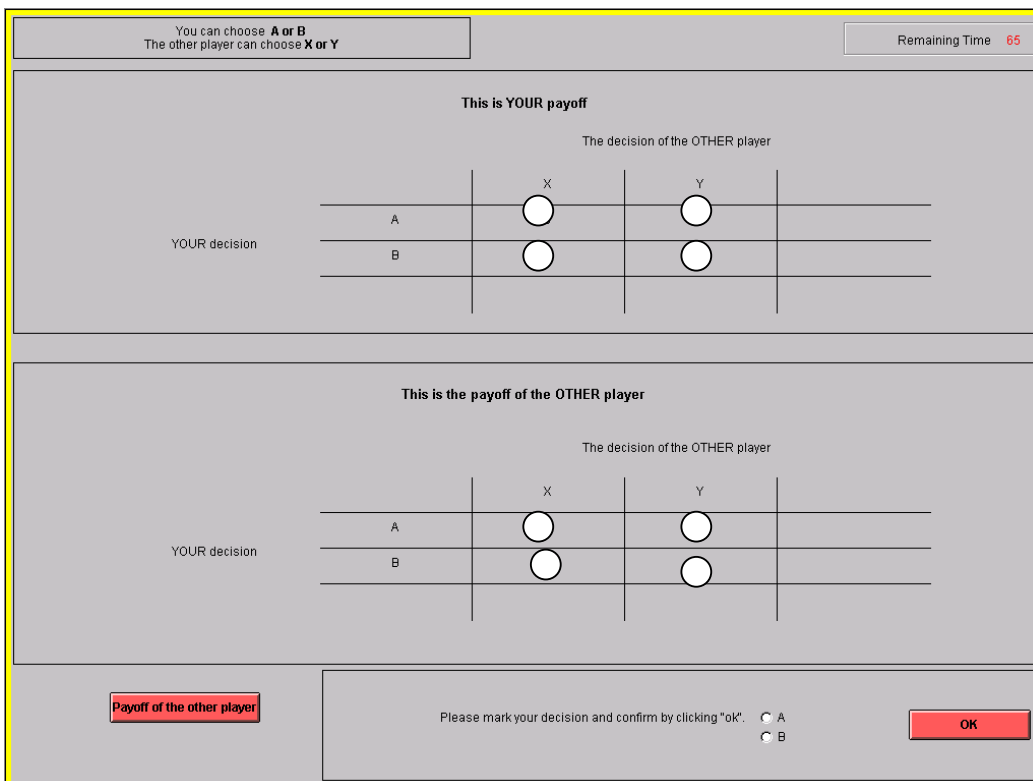 You can choose A or B
The other player can choose X or Y
Remaining Time 65
This is YOUR payoff
The decision of the OTHER player
X Y
A
YOUR decision
B
This is the payoff of the OTHER player
The decision of the OTHER player
X Y
A
YOUR decision
B
Payoff of the other player
Please mark your decision and confirm by clicking "ok". A
B
OK